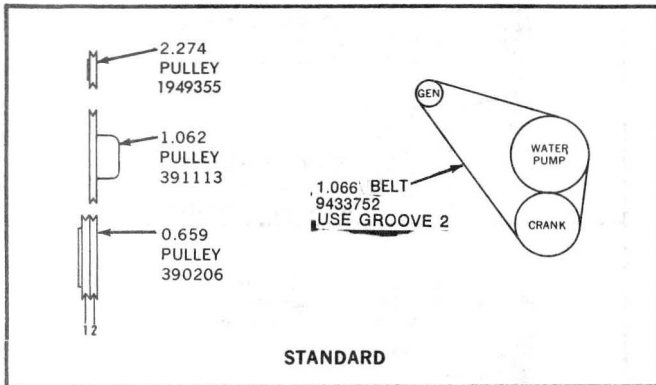 2.274
PULLEY
1949355
1.062
PULLEY
391113
0.659
PULLEY
390206
1 2
GEN
WATER
PUMP
CRANK
1.066 BELT
9433752
USE GROOVE 2
STANDARD